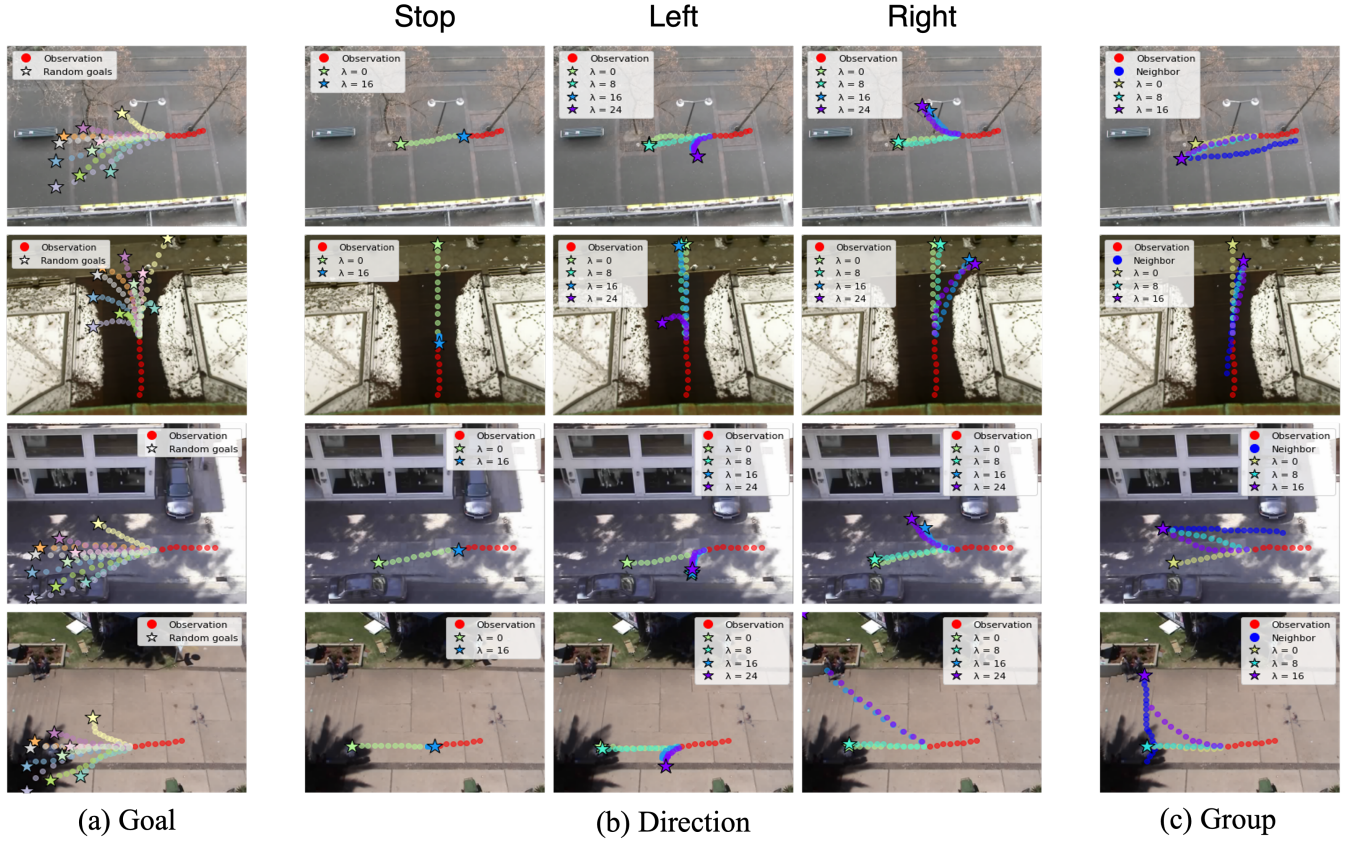 Stop Left Right
Observation
Random goals
Observation
λ = 0
λ = 16
Observation
λ = 0
λ = 8
λ = 16
λ = 24
Observation
λ = 0
λ = 8
λ = 16
λ = 24
Observation
Neighbor
λ = 0
λ = 8
λ = 16
Observation
Random goals
Observation
λ = 0
λ = 16
Observation
λ = 0
λ = 8
λ = 16
λ = 24
Observation
λ = 0
λ = 8
λ = 16
λ = 24
Observation
Neighbor
λ = 0
λ = 8
λ = 16
Observation
Random goals
Observation
λ = 0
λ = 16
Observation
λ = 0
λ = 8
λ = 16
λ = 24
Observation
λ = 0
λ = 8
λ = 16
λ = 24
Observation
Neighbor
λ = 0
λ = 8
λ = 16
Observation
Random goals
Observation
λ = 0
λ = 16
Observation
λ = 0
λ = 8
λ = 16
λ = 24
Observation
λ = 0
λ = 8
λ = 16
λ = 24
Observation
Neighbor
λ = 0
λ = 8
λ = 16
(a) Goal (b) Direction (c) Group